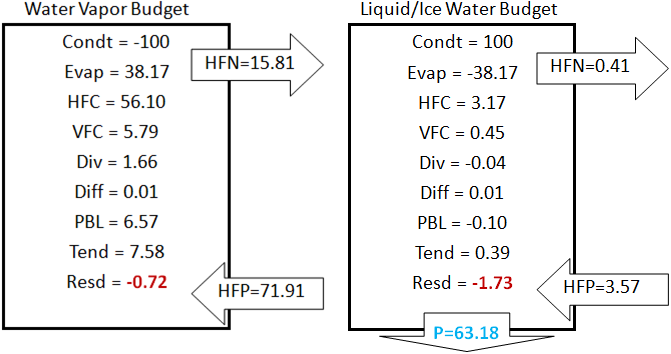 Water Vapor Budget
Condt = -100
Evap = 38.17
HFC = 56.10
VFC = 5.79
Div = 1.66
Diff = 0.01
PBL = 6.57
Tend = 7.58
Resd = -0.72
HFN=15.81
HFP=71.91
Liquid/Ice Water Budget
Condt = 100
Evap = -38.17
HFC = 3.17
VFC = 0.45
Div = -0.04
Diff = 0.01
PBL = -0.10
Tend = 0.39
Resd = -1.73
HFN=0.41
HFP=3.57
P=63.18